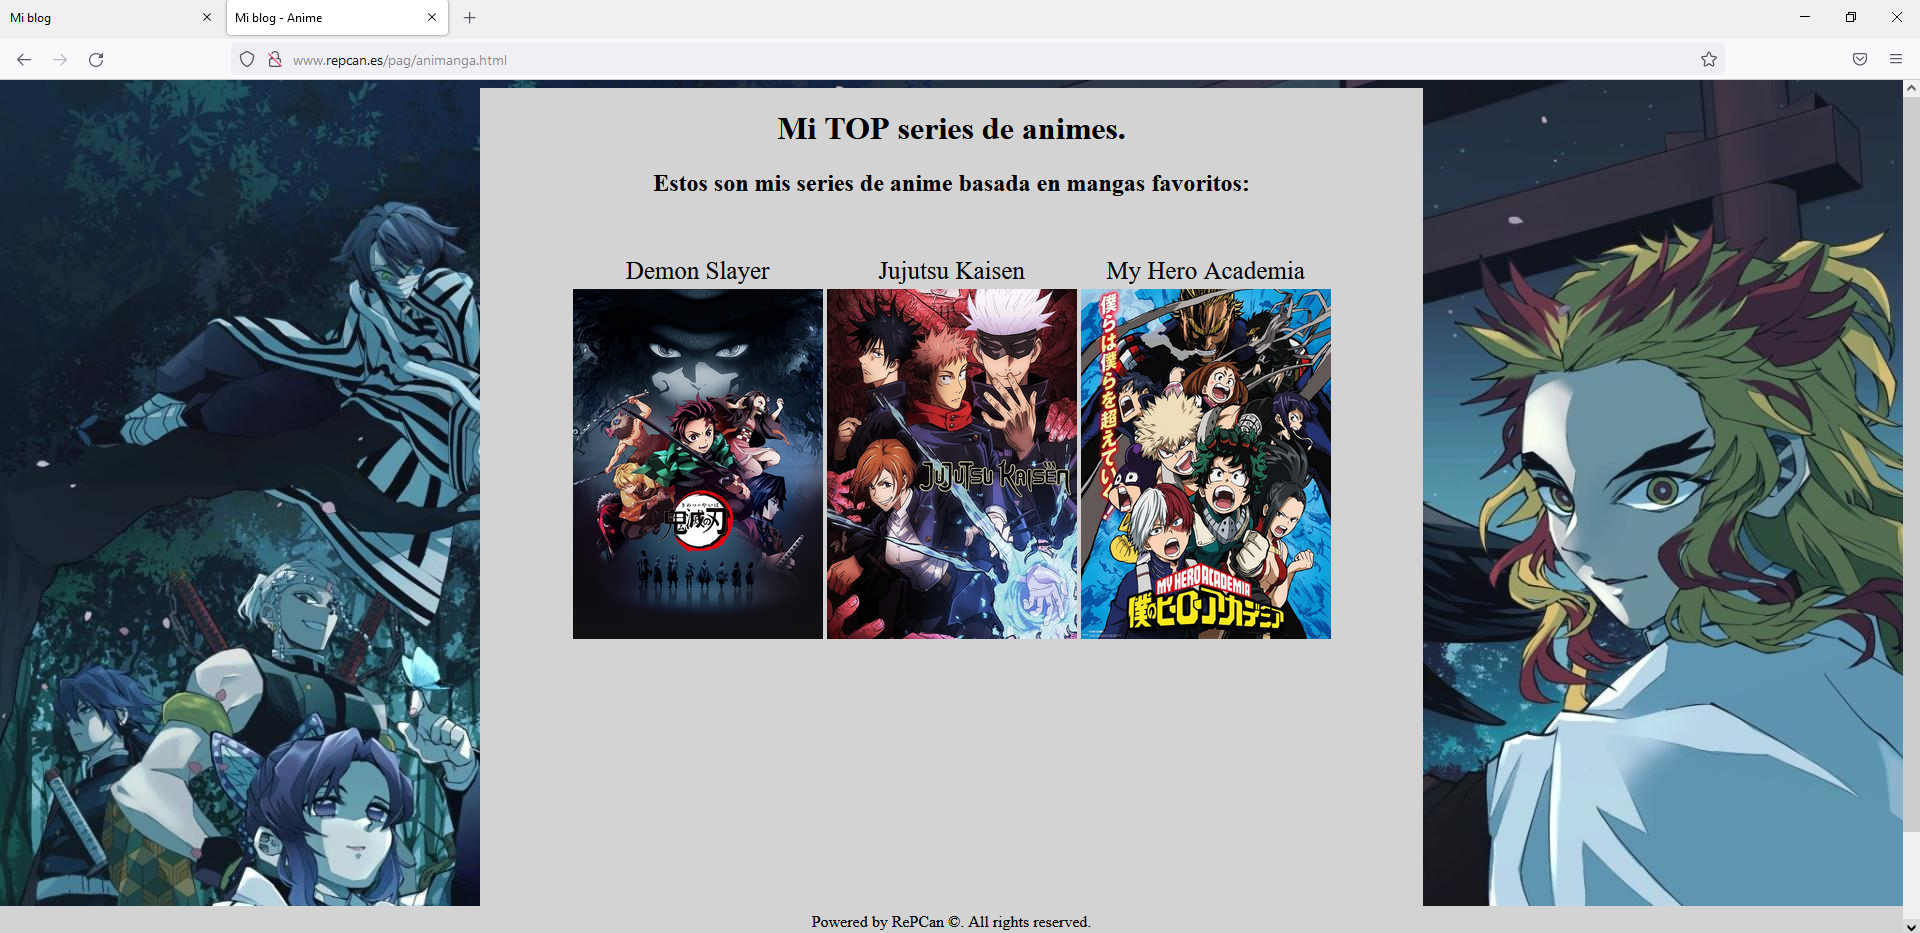 Mi blog
Mi blog - Anime
www.repcan.es/pag/animanga.html
Mi TOP series de animes.
Estos son mis series de anime basada en mangas favoritos:
Demon Slayer
Jujutsu Kaisen
My Hero Academia
鬼滅の刃
JUJUTSU KAISEN
僕らは僕らを超えていく!
MY HERO ACADEMIA
僕のヒーローアカデミア
Powered by RePCan ©. All rights reserved.